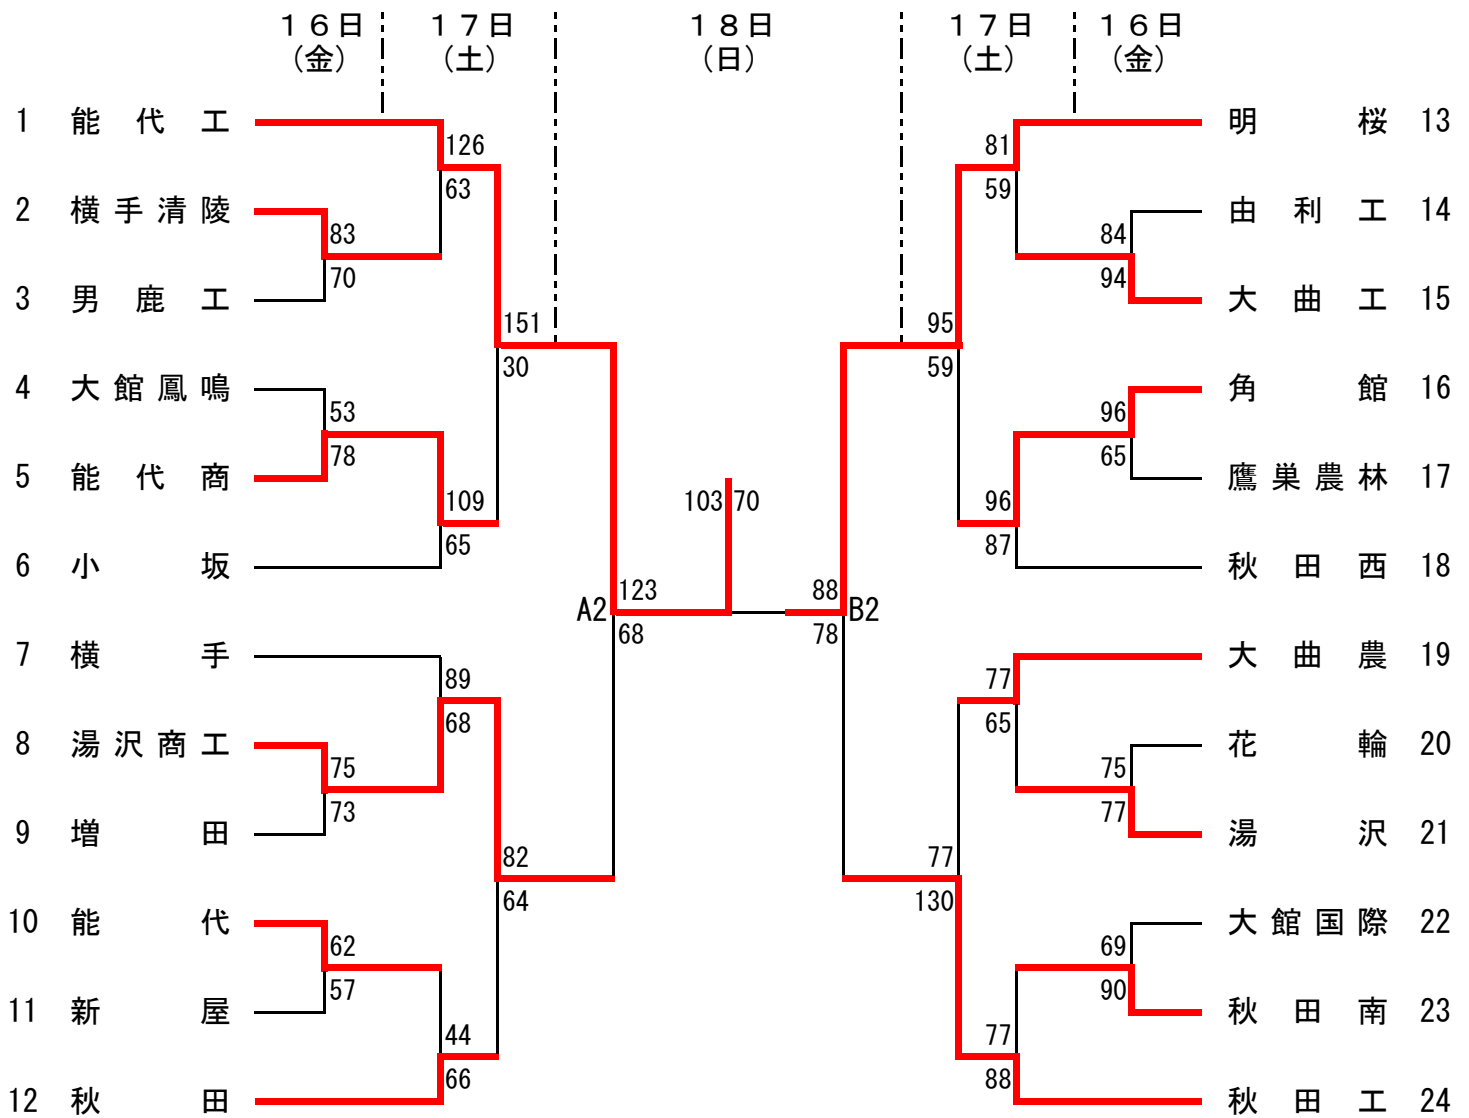 １６日 １７日 １８日 １７日 １６日
（金） （土） （日） （土） （金）
1 能代工 明桜 13
126 81
63 59
2 横手清陵 由利工 14
83 84
70 94
3 男鹿工 大曲工 15
151 95
30 59
4 大館鳳鳴 角館 16
53 96
78 65
5 能代商 鷹巣農林 17
109 103 70 96
65 87
6 小坂 秋田西 18
123 88
A2 B2
68 78
7 横手 大曲農 19
89 77
68 65
8 湯沢商工 花輪 20
75 75
73 77
9 増田 湯沢 21
82 77
64 130
10 能代 大館国際 22
62 69
57 90
11 新屋 秋田南 23
44 77
66 88
12 秋田 秋田工 24